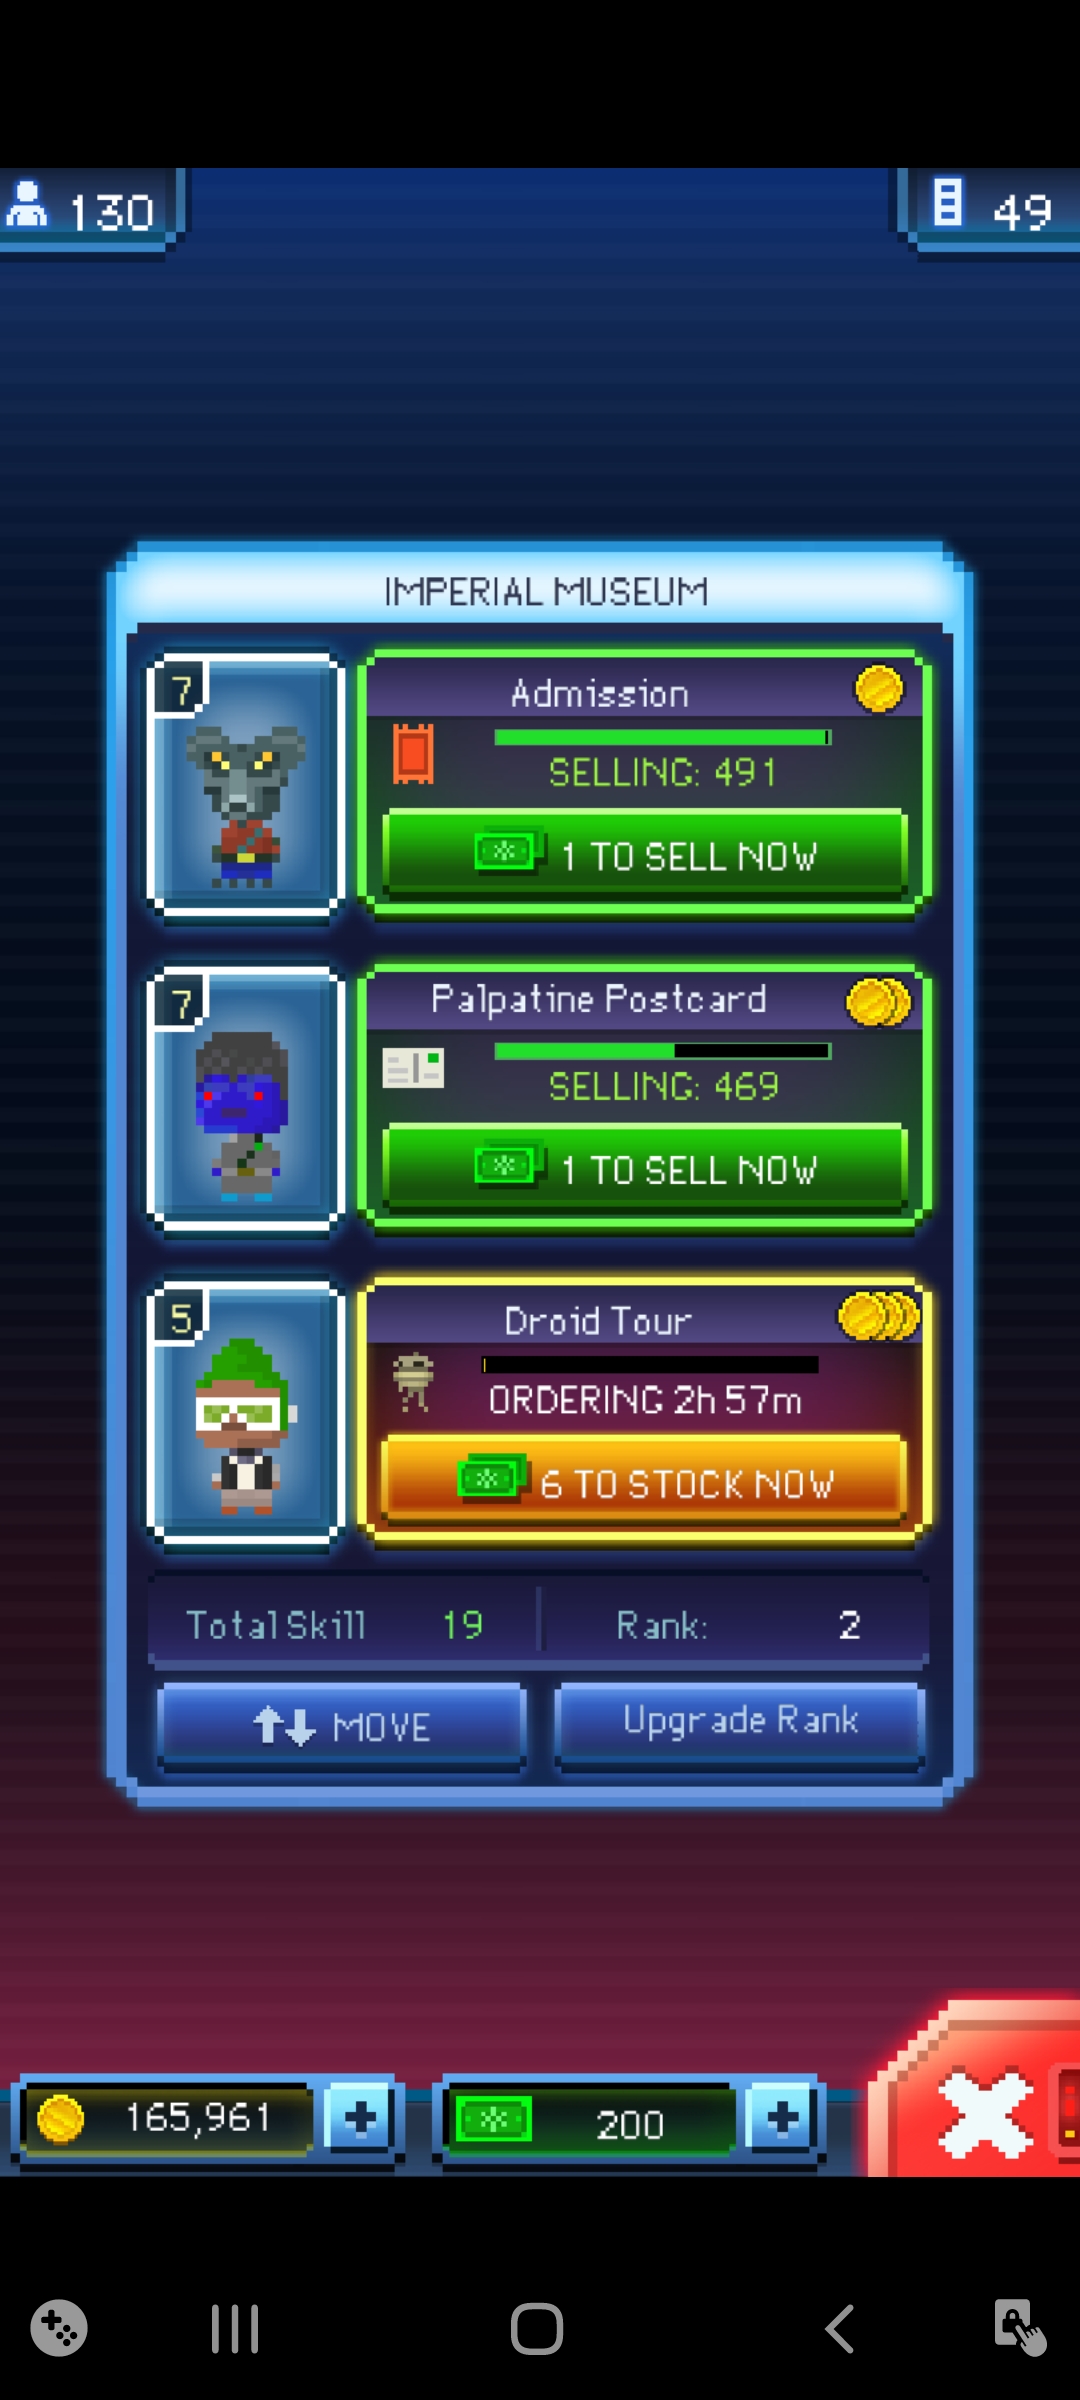 130
49
IMPERIAL MUSEUM
7
Admission
SELLING: 491
1 TO SELL NOW
7
Palpatine Postcard
SELLING: 469
1 TO SELL NOW
5
Droid Tour
ORDERING 2h 57m
6 TO STOCK NOW
Total Skill 19 Rank: 2
MOVE Upgrade Rank
165,961 + 200 +